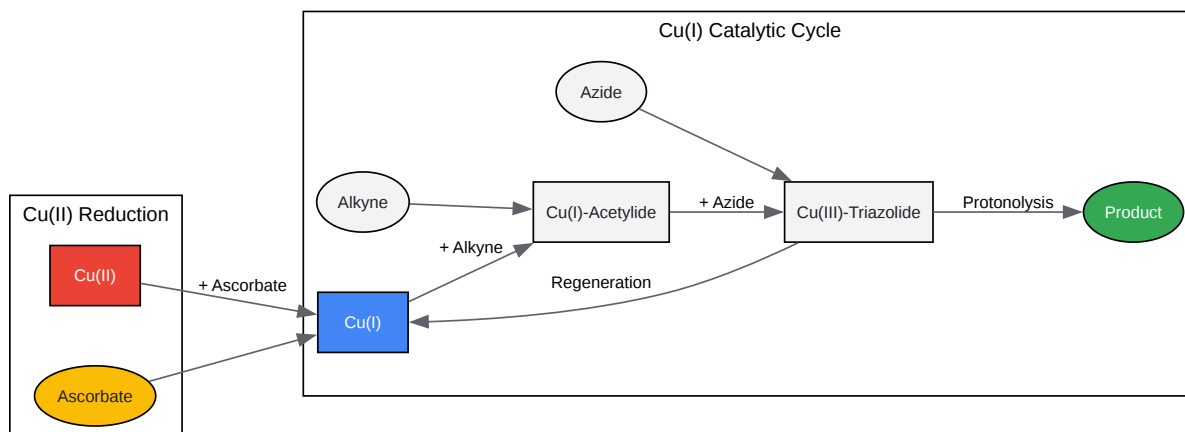 Cu(I) Catalytic Cycle
Azide
Alkyne
Cu(I)-Acetylide
+ Azide
Cu(III)-Triazolide
Protonolysis
Product
Cu(II) Reduction
Cu(II)
+ Ascorbate
+ Alkyne
Regeneration
Cu(I)
Ascorbate